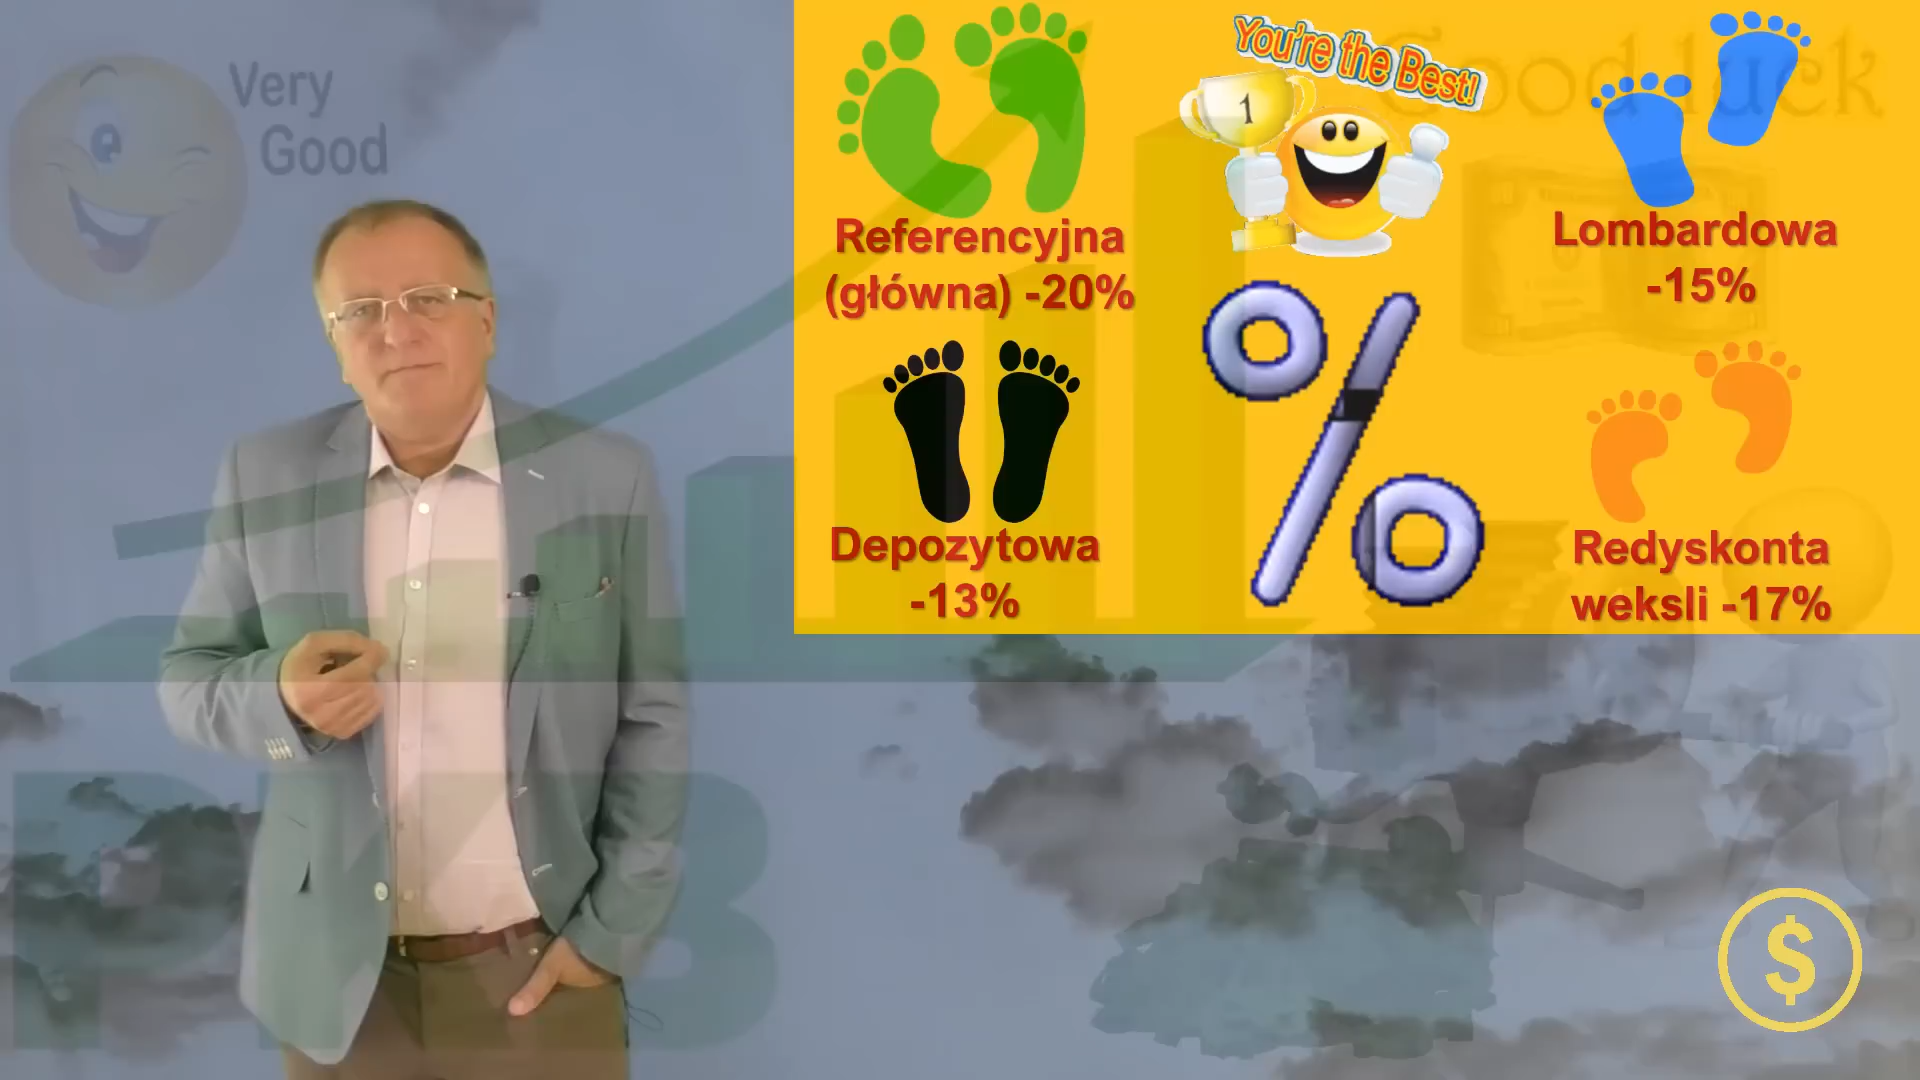 Very
Good
You're the Best!
1
Good luck
Referencyjna
(główna) -20%
Lombardowa
-15%
%
Depozytowa
-13%
Redyskonta
weksli -17%
PKB
$